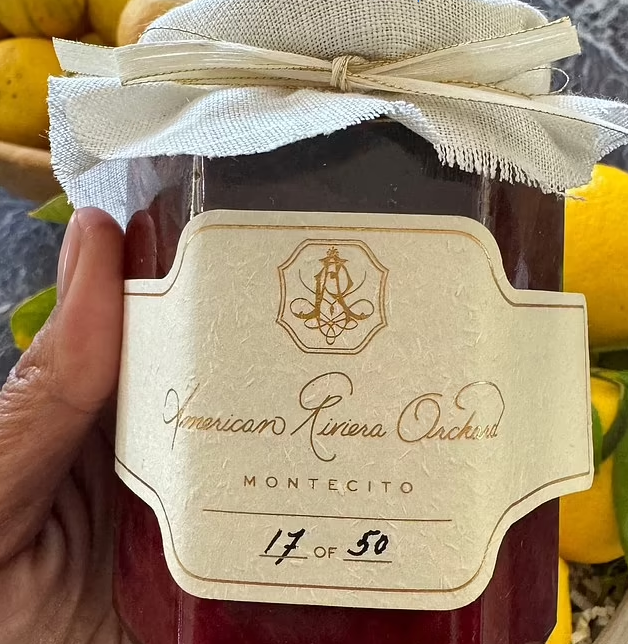 American Riviera Orchard
MONTECITO
17 OF 50